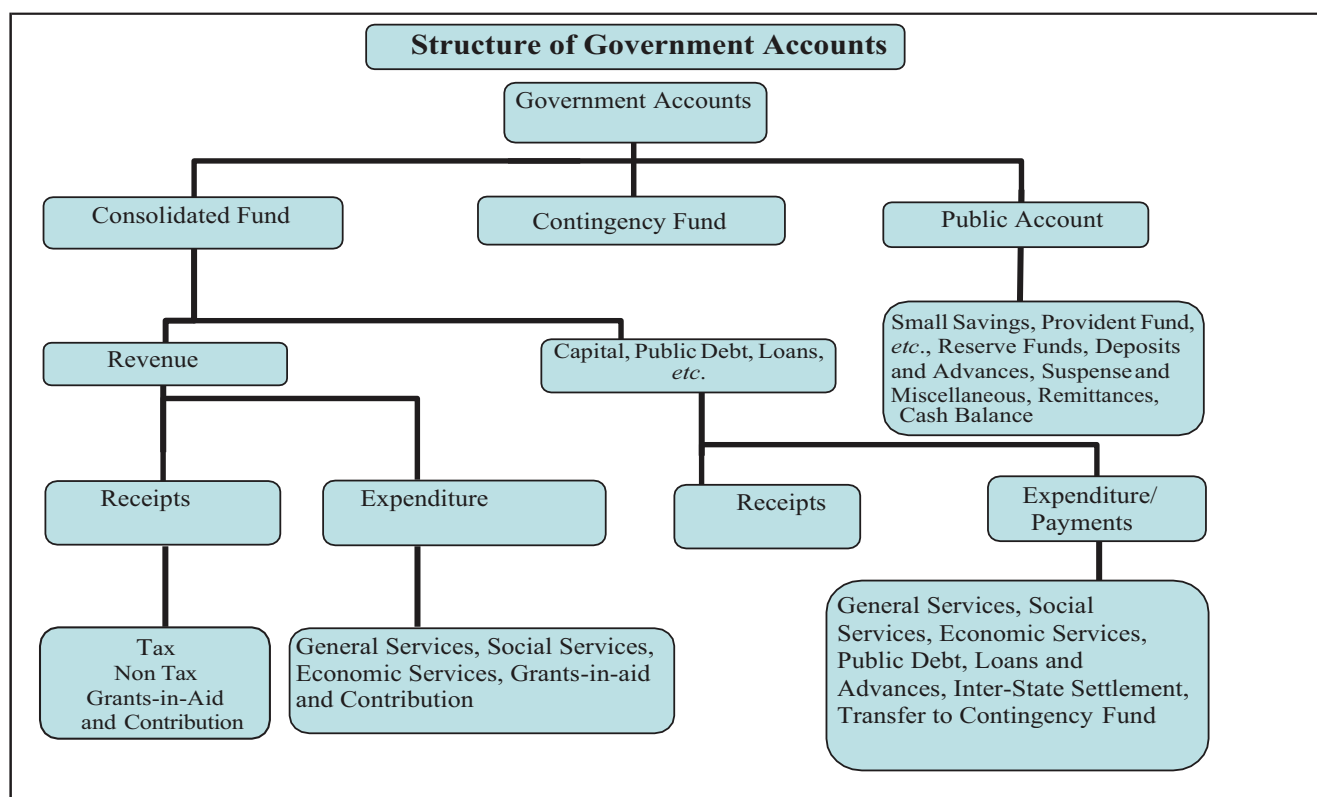 Structure of Government Accounts
Government Accounts
Consolidated Fund
Contingency Fund
Public Account
Small Savings, Provident Fund,
etc., Reserve Funds, Deposits
and Advances, Suspense and
Miscellaneous, Remittances,
Cash Balance
Revenue
Capital, Public Debt, Loans,
etc.
Receipts
Expenditure
Receipts
Expenditure/
Payments
Tax
Non Tax
Grants-in-Aid
and Contribution
General Services, Social Services,
Economic Services, Grants-in-aid
and Contribution
General Services, Social
Services, Economic Services,
Public Debt, Loans and
Advances, Inter-State Settlement,
Transfer to Contingency Fund